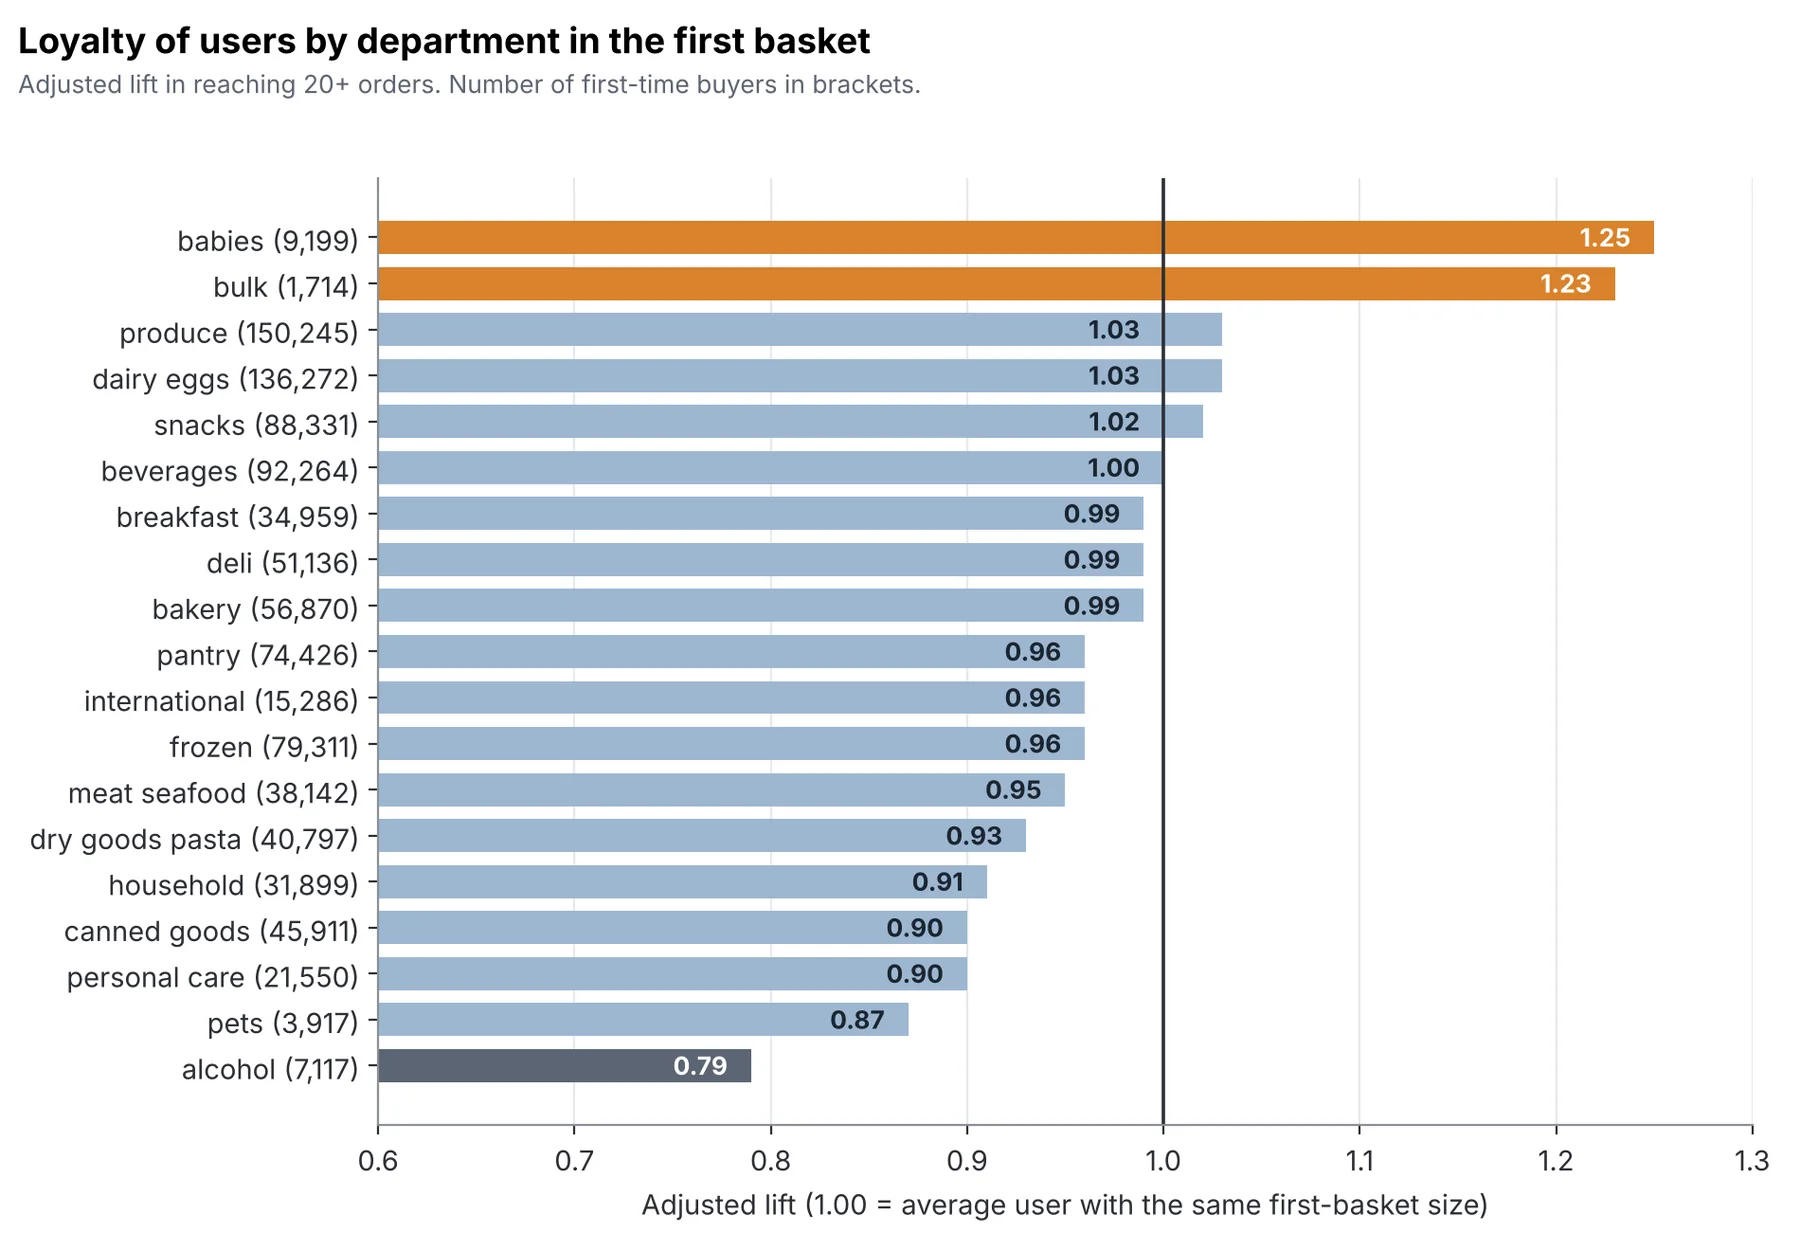 Loyalty of users by department in the first basket
Adjusted lift in reaching 20+ orders. Number of first-time buyers in brackets.
babies (9,199) 1.25
bulk (1,714) 1.23
produce (150,245) 1.03
dairy eggs (136,272) 1.03
snacks (88,331) 1.02
beverages (92,264) 1.00
breakfast (34,959) 0.99
deli (51,136) 0.99
bakery (56,870) 0.99
pantry (74,426) 0.96
international (15,286) 0.96
frozen (79,311) 0.96
meat seafood (38,142) 0.95
dry goods pasta (40,797) 0.93
household (31,899) 0.91
canned goods (45,911) 0.90
personal care (21,550) 0.90
pets (3,917) 0.87
alcohol (7,117) 0.79
0.6 0.7 0.8 0.9 1.0 1.1 1.2 1.3
Adjusted lift (1.00 = average user with the same first-basket size)